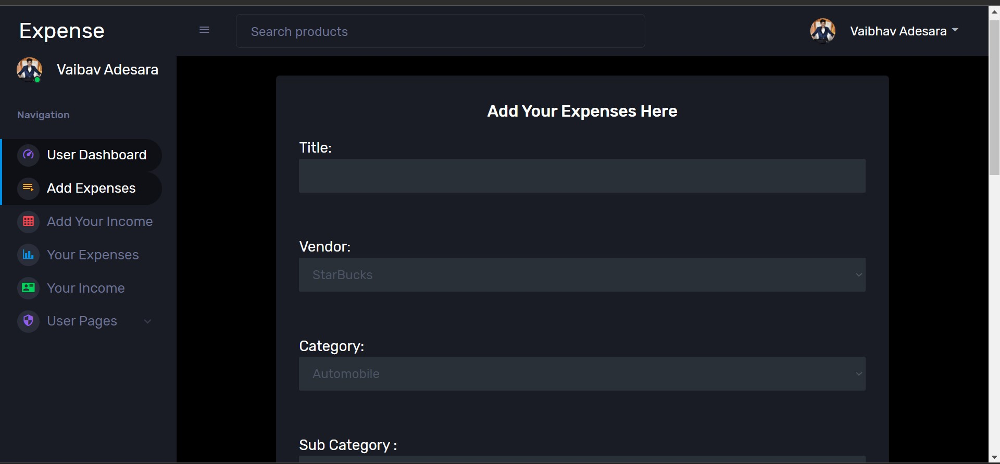 Expense
Search products
Vaibhav Adesara
Vaibav Adesara
Navigation
User Dashboard
Add Expenses
Add Your Income
Your Expenses
Your Income
User Pages
Add Your Expenses Here
Title:
Vendor:
StarBucks
Category:
Automobile
Sub Category :